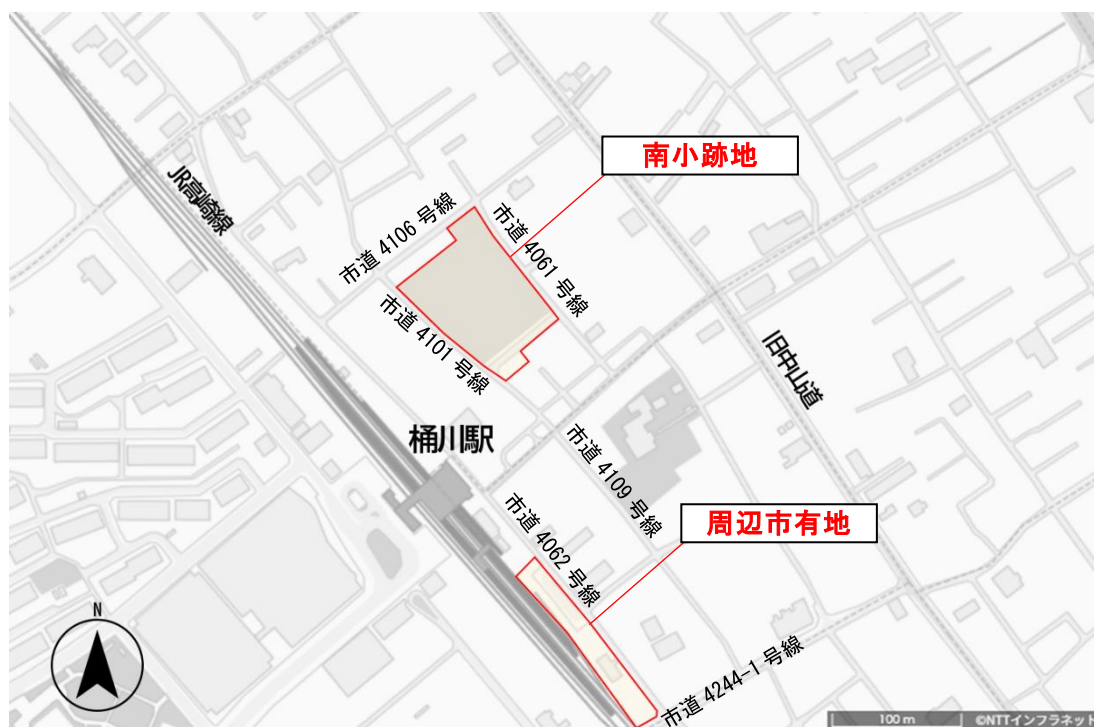 南小跡地
JR高崎線
市道 4106 号線
市道 4061 号線
市道 4101 号線
旧中山道
桶川駅
市道 4109 号線
周辺市有地
市道 4062 号線
N
市道 4244-1 号線
100 m
©NTTインフラネット